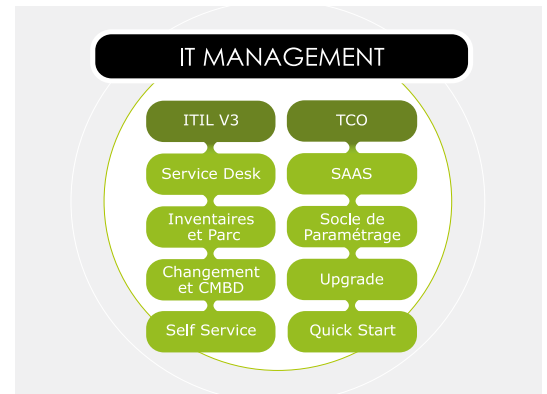 IT MANAGEMENT
ITIL V3
Service Desk
Inventaires
et Parc
Changement
et CMBD
Self Service
TCO
SAAS
Socle de
Paramétrage
Upgrade
Quick Start